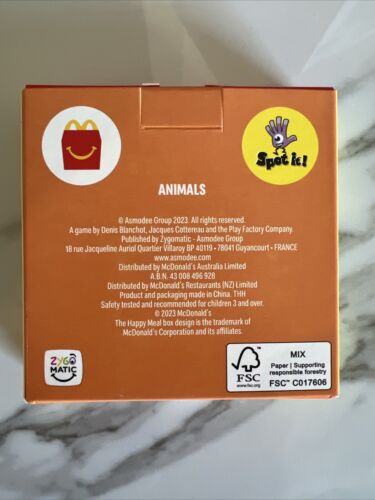 Spot it!
ANIMALS
© Asmodee Group 2023. All rights reserved.
A game by Denis Blanchot, Jacques Cottereau and the Play Factory Company.
Published by Zygomatic - Asmodee Group
18 rue Jacqueline Auriol Quartier Villaroy BP 40119 • 78041 Guyancourt • FRANCE
www.asmodee.com
Distributed by McDonald's Australia Limited
A.B.N. 43 008 496 928
Distributed by McDonald's Restaurants (NZ) Limited
Product and packaging made in China. THH
Safety tested and recommended for children 3 and over.
© 2023 McDonald's
The Happy Meal box design is the trademark of
McDonald's Corporation and its affiliates.
ZYGO
MATIC
FSC
www.fsc.org
MIX
Paper | Supporting
responsible forestry
FSC™ C017606